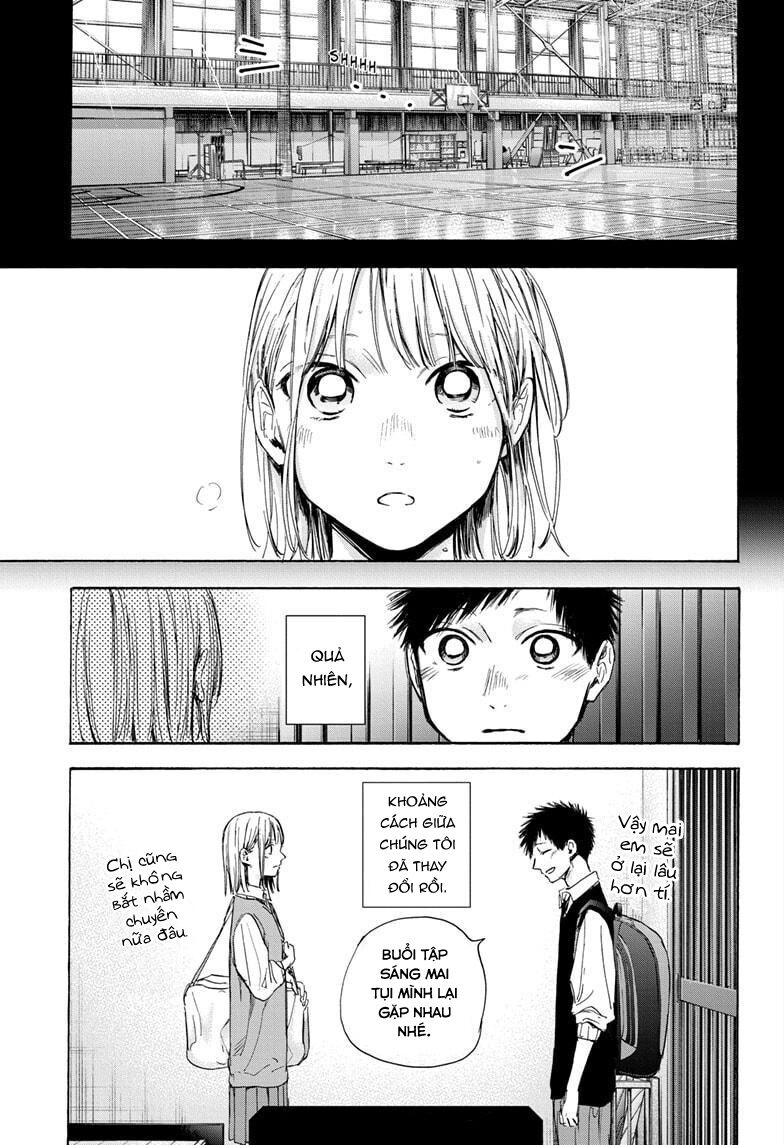 SHHHH
QUẢ
NHIÊN,
KHOẢNG
CÁCH GIỮA
CHÚNG TÔI
ĐÃ THAY
ĐỔI RỒI.
Vậy mai
em sẽ
ở lại lâu
hơn tí.
Chị cũng
sẽ không
bắt nhầm
chuyến
nữa đâu.
BUỔI TẬP
SÁNG MAI
TỤI MÌNH LẠI
GẶP NHAU
NHÉ.